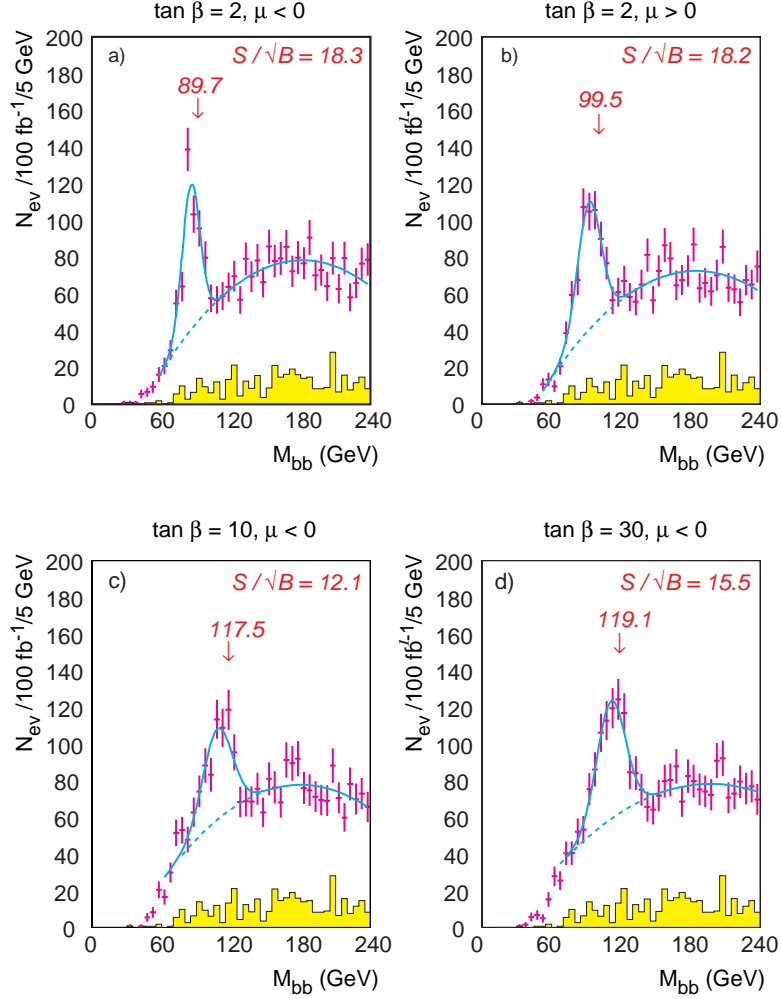 tan β = 2, μ < 0
a)
S / √B = 18.3
89.7
N_ev /100 fb^-1/5 GeV
200
180
160
140
120
100
80
60
40
20
0
0 60 120 180 240
M_bb (GeV)
tan β = 2, μ > 0
b)
S / √B = 18.2
99.5
N_ev /100 fb^-1/5 GeV
200
180
160
140
120
100
80
60
40
20
0
0 60 120 180 240
M_bb (GeV)
tan β = 10, μ < 0
c)
S / √B = 12.1
117.5
N_ev /100 fb^-1/5 GeV
200
180
160
140
120
100
80
60
40
20
0
0 60 120 180 240
M_bb (GeV)
tan β = 30, μ < 0
d)
S / √B = 15.5
119.1
N_ev /100 fb^-1/5 GeV
200
180
160
140
120
100
80
60
40
20
0
0 60 120 180 240
M_bb (GeV)